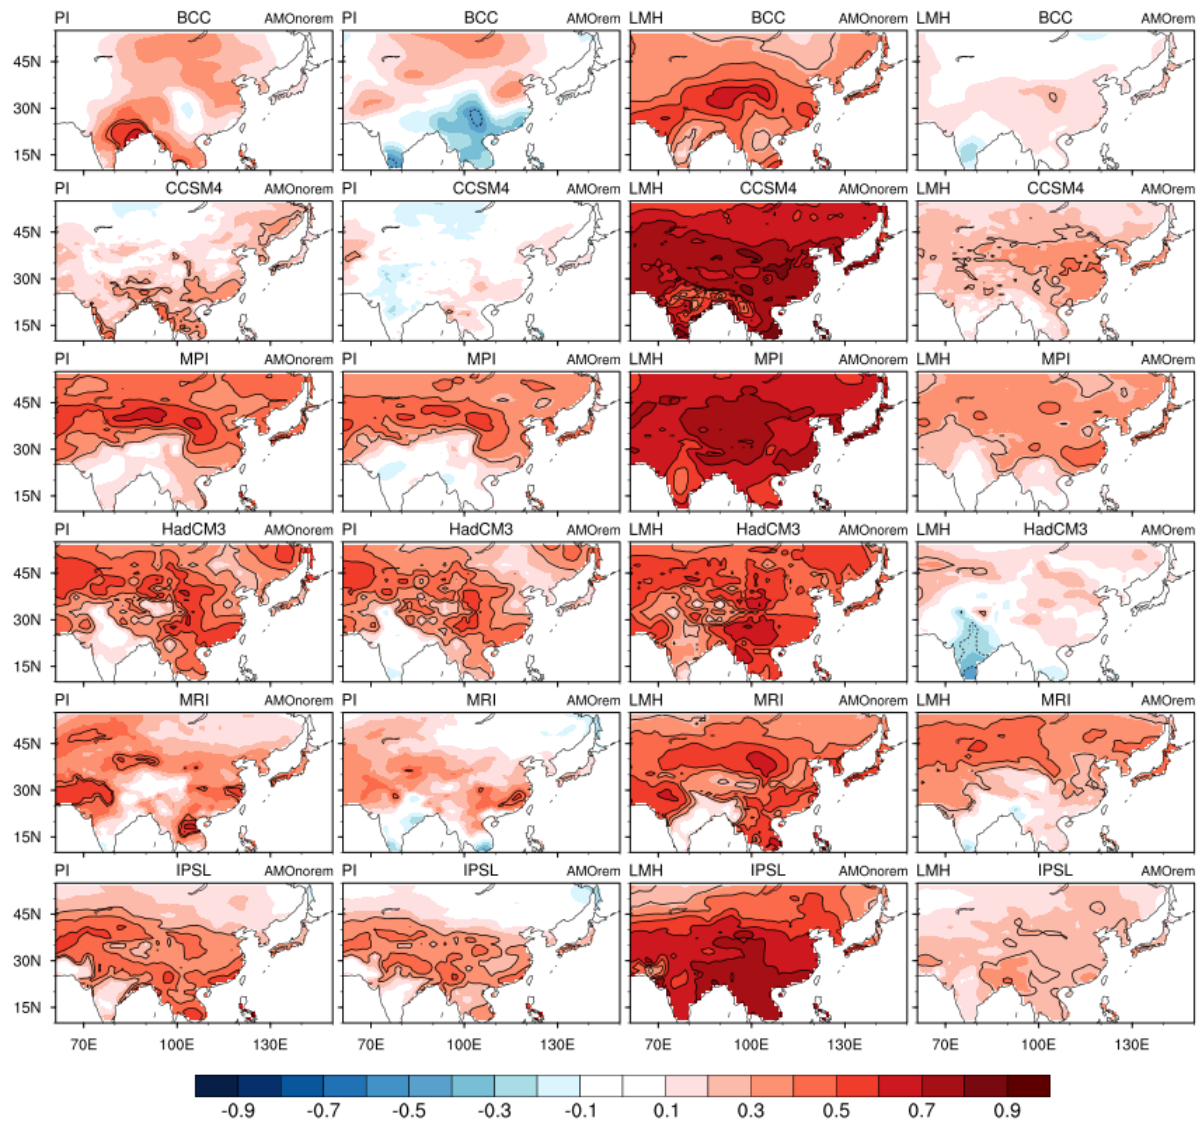 PI BCC AMOnorem PI BCC AMOrem LMH BCC AMOnorem LMH BCC AMOrem
45N
30N
15N
PI CCSM4 AMOnorem PI CCSM4 AMOrem LMH CCSM4 AMOnorem LMH CCSM4 AMOrem
45N
30N
15N
PI MPI AMOnorem PI MPI AMOrem LMH MPI AMOnorem LMH MPI AMOrem
45N
30N
15N
PI HadCM3 AMOnorem PI HadCM3 AMOrem LMH HadCM3 AMOnorem LMH HadCM3 AMOrem
45N
30N
15N
PI MRI AMOnorem PI MRI AMOrem LMH MRI AMOnorem LMH MRI AMOrem
45N
30N
15N
PI IPSL AMOnorem PI IPSL AMOrem LMH IPSL AMOnorem LMH IPSL AMOrem
45N
30N
15N
70E 100E 130E 70E 100E 130E 70E 100E 130E 70E 100E 130E
-0.9 -0.7 -0.5 -0.3 -0.1 0.1 0.3 0.5 0.7 0.9